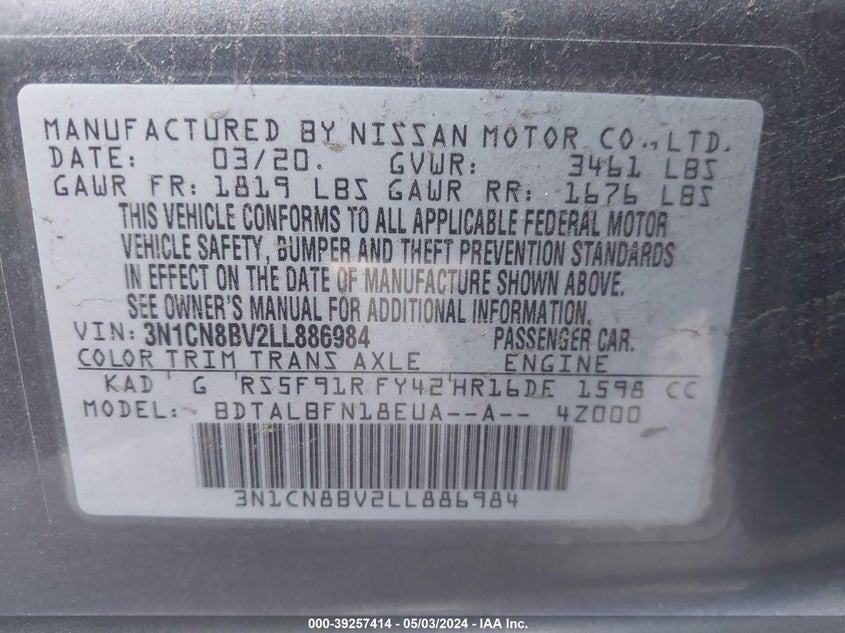 MANUFACTURED BY NISSAN MOTOR CO., LTD.
DATE: 03/20. GVWR: 3461 LBS
GAWR FR: 1819 LBS GAWR RR: 1676 LBS
THIS VEHICLE CONFORMS TO ALL APPLICABLE FEDERAL MOTOR
VEHICLE SAFETY, BUMPER AND THEFT PREVENTION STANDARDS
IN EFFECT ON THE DATE OF MANUFACTURE SHOWN ABOVE.
SEE OWNER'S MANUAL FOR ADDITIONAL INFORMATION.
VIN: 3N1CN8BV2LL886984 PASSENGER CAR.
COLOR TRIM TRANS AXLE ENGINE
KAD G RS5F91R FY42 HR16DE 1598 CC
MODEL: BDTALBFN18EUA--A-- 4Z000
3N1CN8BV2LL886984
000-39257414 - 05/03/2024 - IAA Inc.